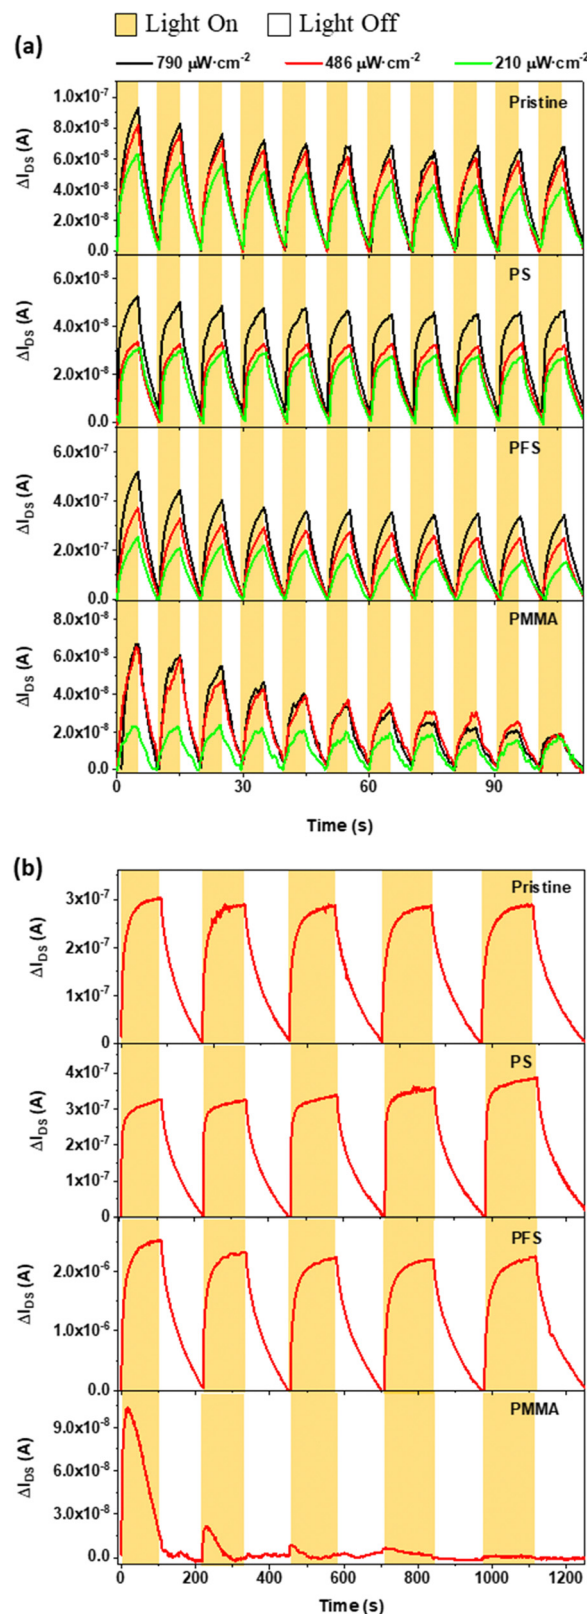 Light On Light Off
(a)
790 μW·cm⁻² 486 μW·cm⁻² 210 μW·cm⁻²
1.0x10⁻⁷
Pristine
8.0x10⁻⁸
6.0x10⁻⁸
4.0x10⁻⁸
2.0x10⁻⁸
0.0
ΔI_DS (A)
6.0x10⁻⁸
PS
4.0x10⁻⁸
2.0x10⁻⁸
0.0
ΔI_DS (A)
PFS
6.0x10⁻⁷
4.0x10⁻⁷
2.0x10⁻⁷
0.0
ΔI_DS (A)
PMMA
8.0x10⁻⁸
6.0x10⁻⁸
4.0x10⁻⁸
2.0x10⁻⁸
0.0
ΔI_DS (A)
0 30 60 90
Time (s)
(b)
Pristine
3x10⁻⁷
2x10⁻⁷
1x10⁻⁷
0
ΔI_DS (A)
PS
4x10⁻⁷
3x10⁻⁷
2x10⁻⁷
1x10⁻⁷
0
ΔI_DS (A)
PFS
2.0x10⁻⁶
1.0x10⁻⁶
0.0
ΔI_DS (A)
PMMA
9.0x10⁻⁸
6.0x10⁻⁸
3.0x10⁻⁸
0.0
ΔI_DS (A)
0 200 400 600 800 1000 1200
Time (s)